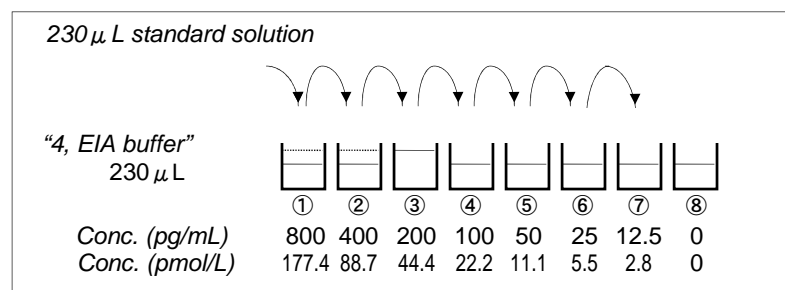 230 μ L standard solution
“4, EIA buffer”
230 μ L
① ② ③ ④ ⑤ ⑥ ⑦ ⑧
Conc. (pg/mL) 800 400 200 100 50 25 12.5 0
Conc. (pmol/L) 177.4 88.7 44.4 22.2 11.1 5.5 2.8 0